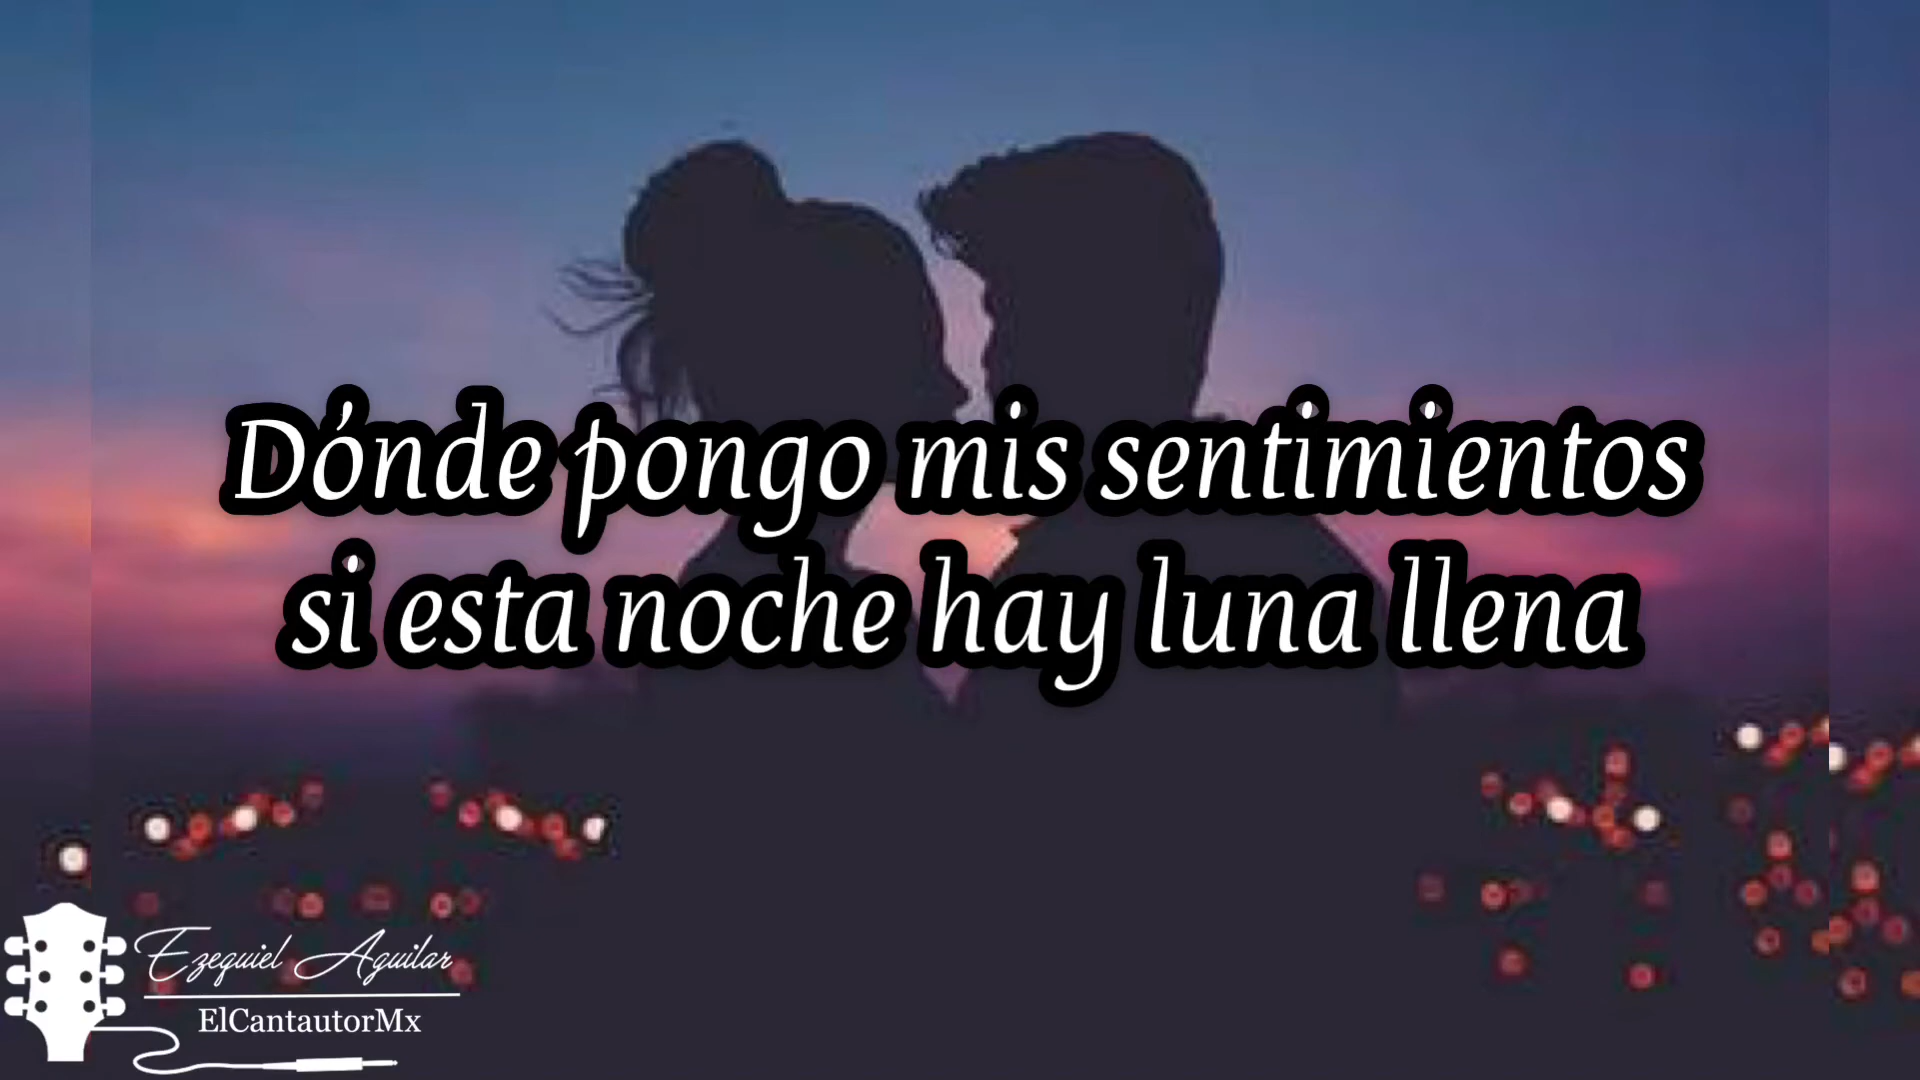 Dónde pongo mis sentimientos
si esta noche hay luna llena
Ezequiel Aguilar
ElCantautorMx